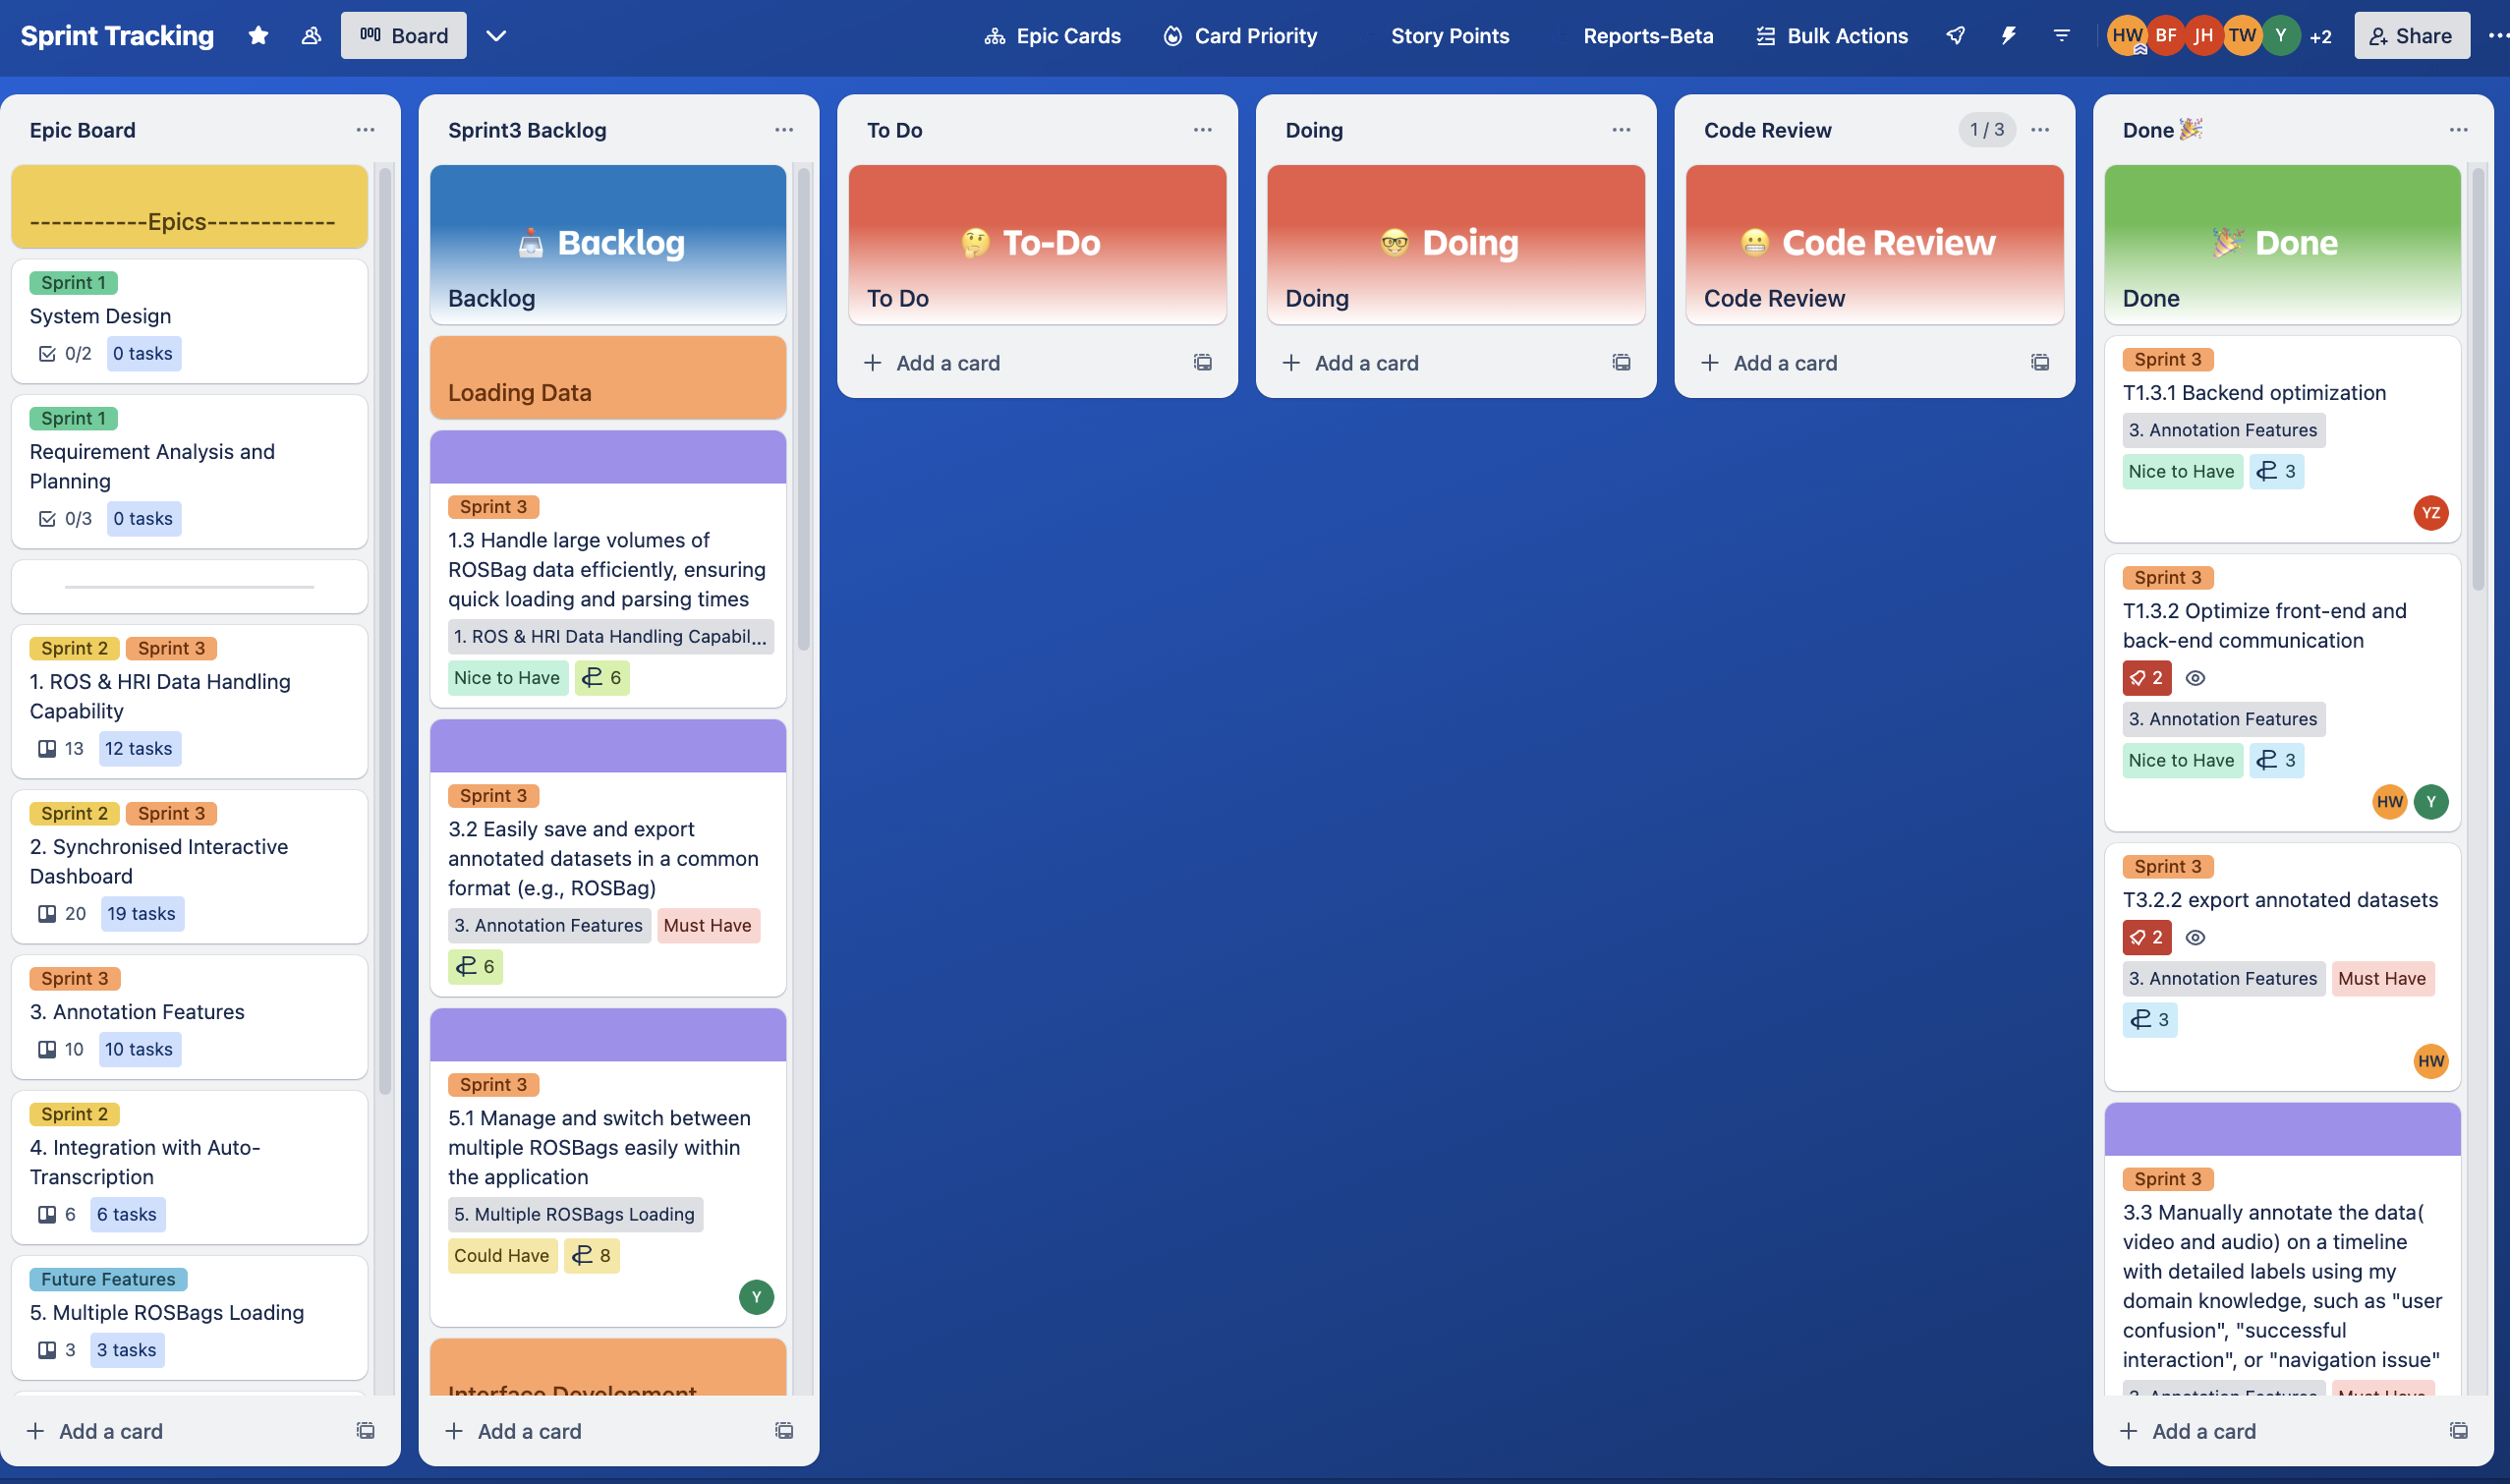 Sprint Tracking
Board
Epic Cards
Card Priority
Story Points
Reports-Beta
Bulk Actions
HW
BF
JH
TW
Y
+2
Share
Epic Board
-----------Epics------------
Sprint 1
System Design
0/2
0 tasks
Sprint 1
Requirement Analysis and
Planning
0/3
0 tasks
Sprint 2 Sprint 3
1. ROS & HRI Data Handling
Capability
13
12 tasks
Sprint 2 Sprint 3
2. Synchronised Interactive
Dashboard
20
19 tasks
Sprint 3
3. Annotation Features
10
10 tasks
Sprint 2
4. Integration with Auto-
Transcription
6
6 tasks
Future Features
5. Multiple ROSBags Loading
3
3 tasks
+ Add a card
Sprint3 Backlog
Backlog
Backlog
Loading Data
Sprint 3
1.3 Handle large volumes of
ROSBag data efficiently, ensuring
quick loading and parsing times
1. ROS & HRI Data Handling Capabil...
Nice to Have
6
Sprint 3
3.2 Easily save and export
annotated datasets in a common
format (e.g., ROSBag)
3. Annotation Features
Must Have
6
Sprint 3
5.1 Manage and switch between
multiple ROSBags easily within
the application
5. Multiple ROSBags Loading
Could Have
8
Y
Interface Development
+ Add a card
To Do
🤔 To-Do
To Do
+ Add a card
Doing
🤓 Doing
Doing
+ Add a card
Code Review
1 / 3
😬 Code Review
Code Review
+ Add a card
Done🎉
🎉 Done
Done
Sprint 3
T1.3.1 Backend optimization
3. Annotation Features
Nice to Have
3
YZ
Sprint 3
T1.3.2 Optimize front-end and
back-end communication
2
3. Annotation Features
Nice to Have
3
HW
Y
Sprint 3
T3.2.2 export annotated datasets
2
3. Annotation Features
Must Have
3
HW
Sprint 3
3.3 Manually annotate the data(
video and audio) on a timeline
with detailed labels using my
domain knowledge, such as "user
confusion", "successful
interaction", or "navigation issue"
3. Annotation Features
Must Have
+ Add a card